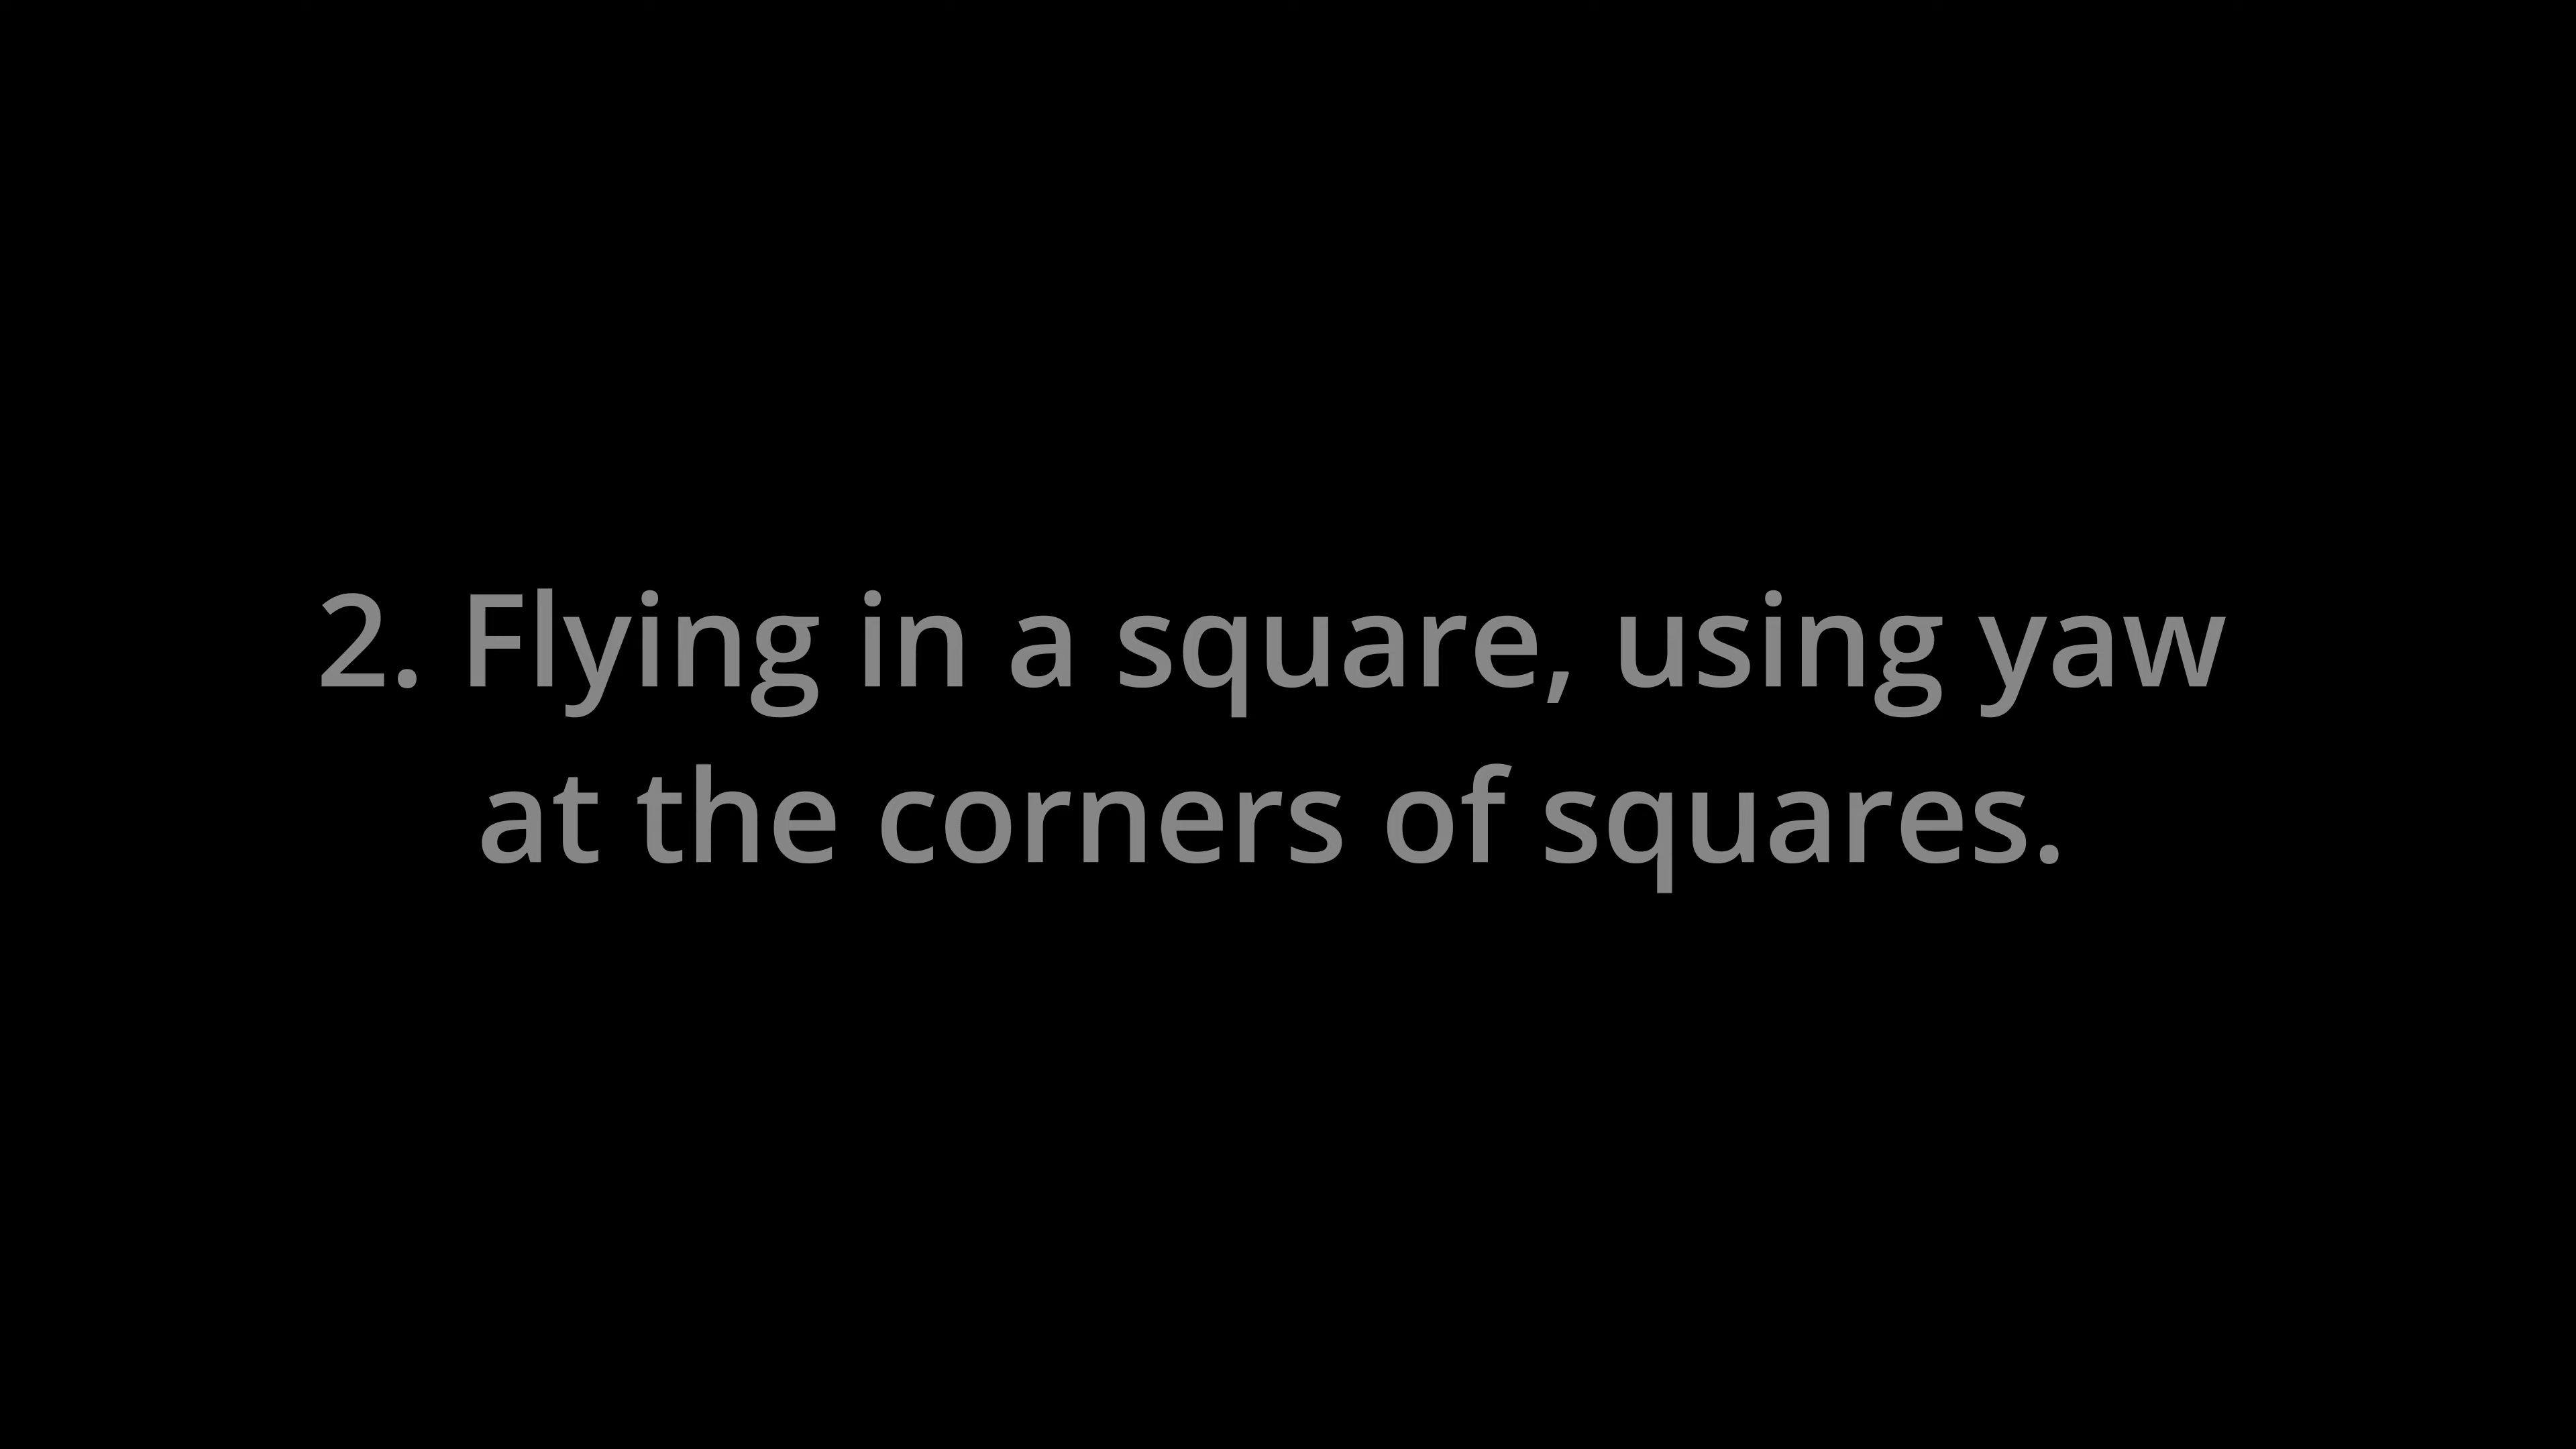 2. Flying in a square, using yaw
at the corners of squares.